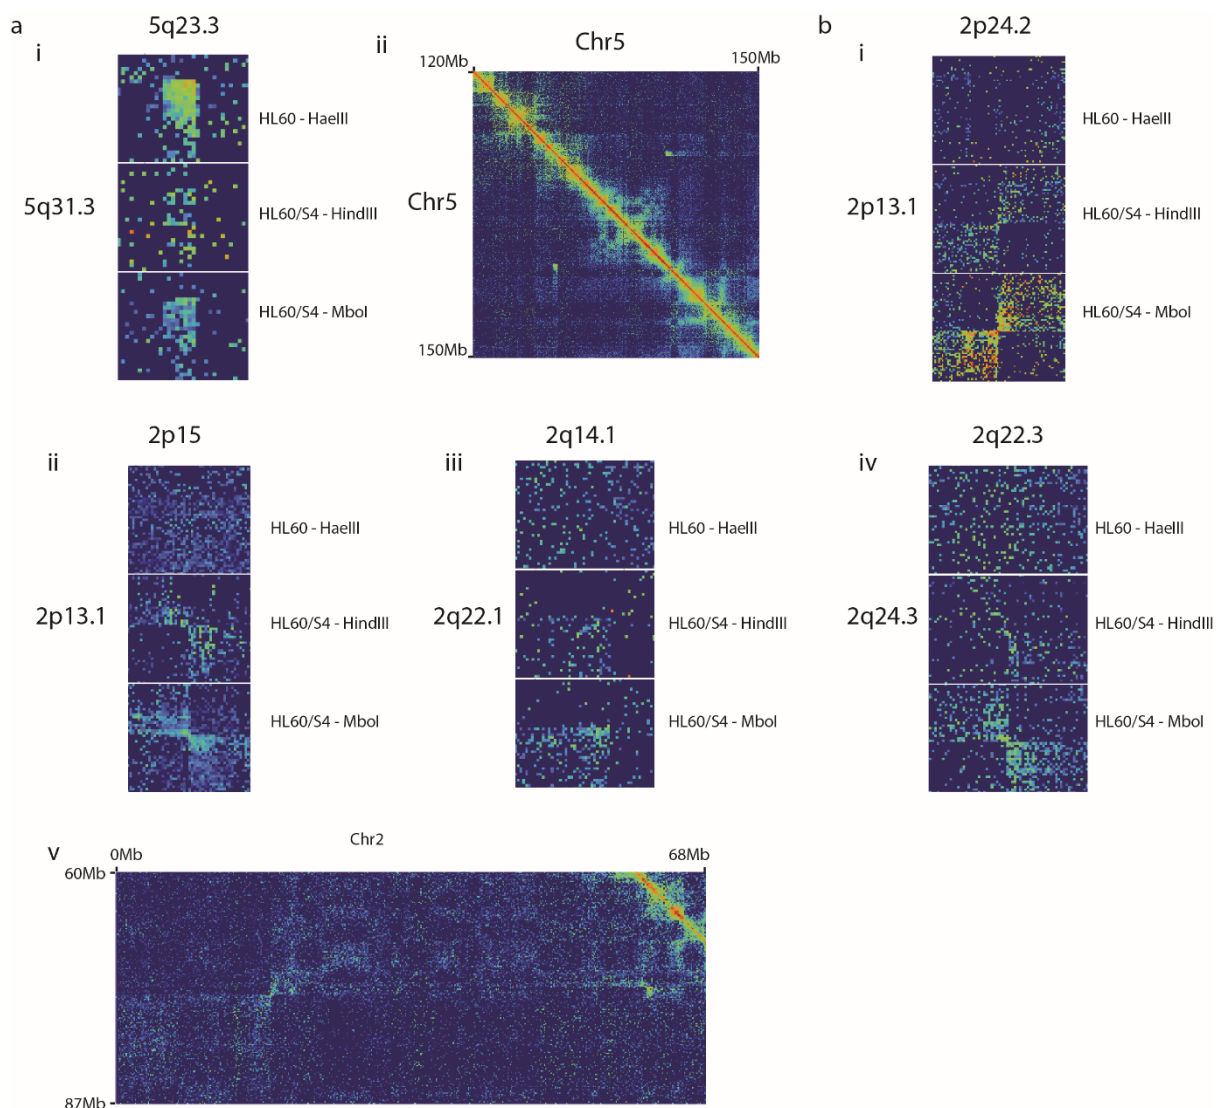 a
5q23.3
i
5q31.3
HL60 - HaeIII
HL60/S4 - HindIII
HL60/S4 - MboI
ii
Chr5
120Mb
150Mb
Chr5
150Mb
b
2p24.2
i
2p13.1
HL60 - HaeIII
HL60/S4 - HindIII
HL60/S4 - MboI
2p15
ii
2p13.1
HL60 - HaeIII
HL60/S4 - HindIII
HL60/S4 - MboI
2q14.1
iii
2q22.1
HL60 - HaeIII
HL60/S4 - HindIII
HL60/S4 - MboI
2q22.3
iv
2q24.3
HL60 - HaeIII
HL60/S4 - HindIII
HL60/S4 - MboI
v
Chr2
0Mb
68Mb
60Mb
87Mb